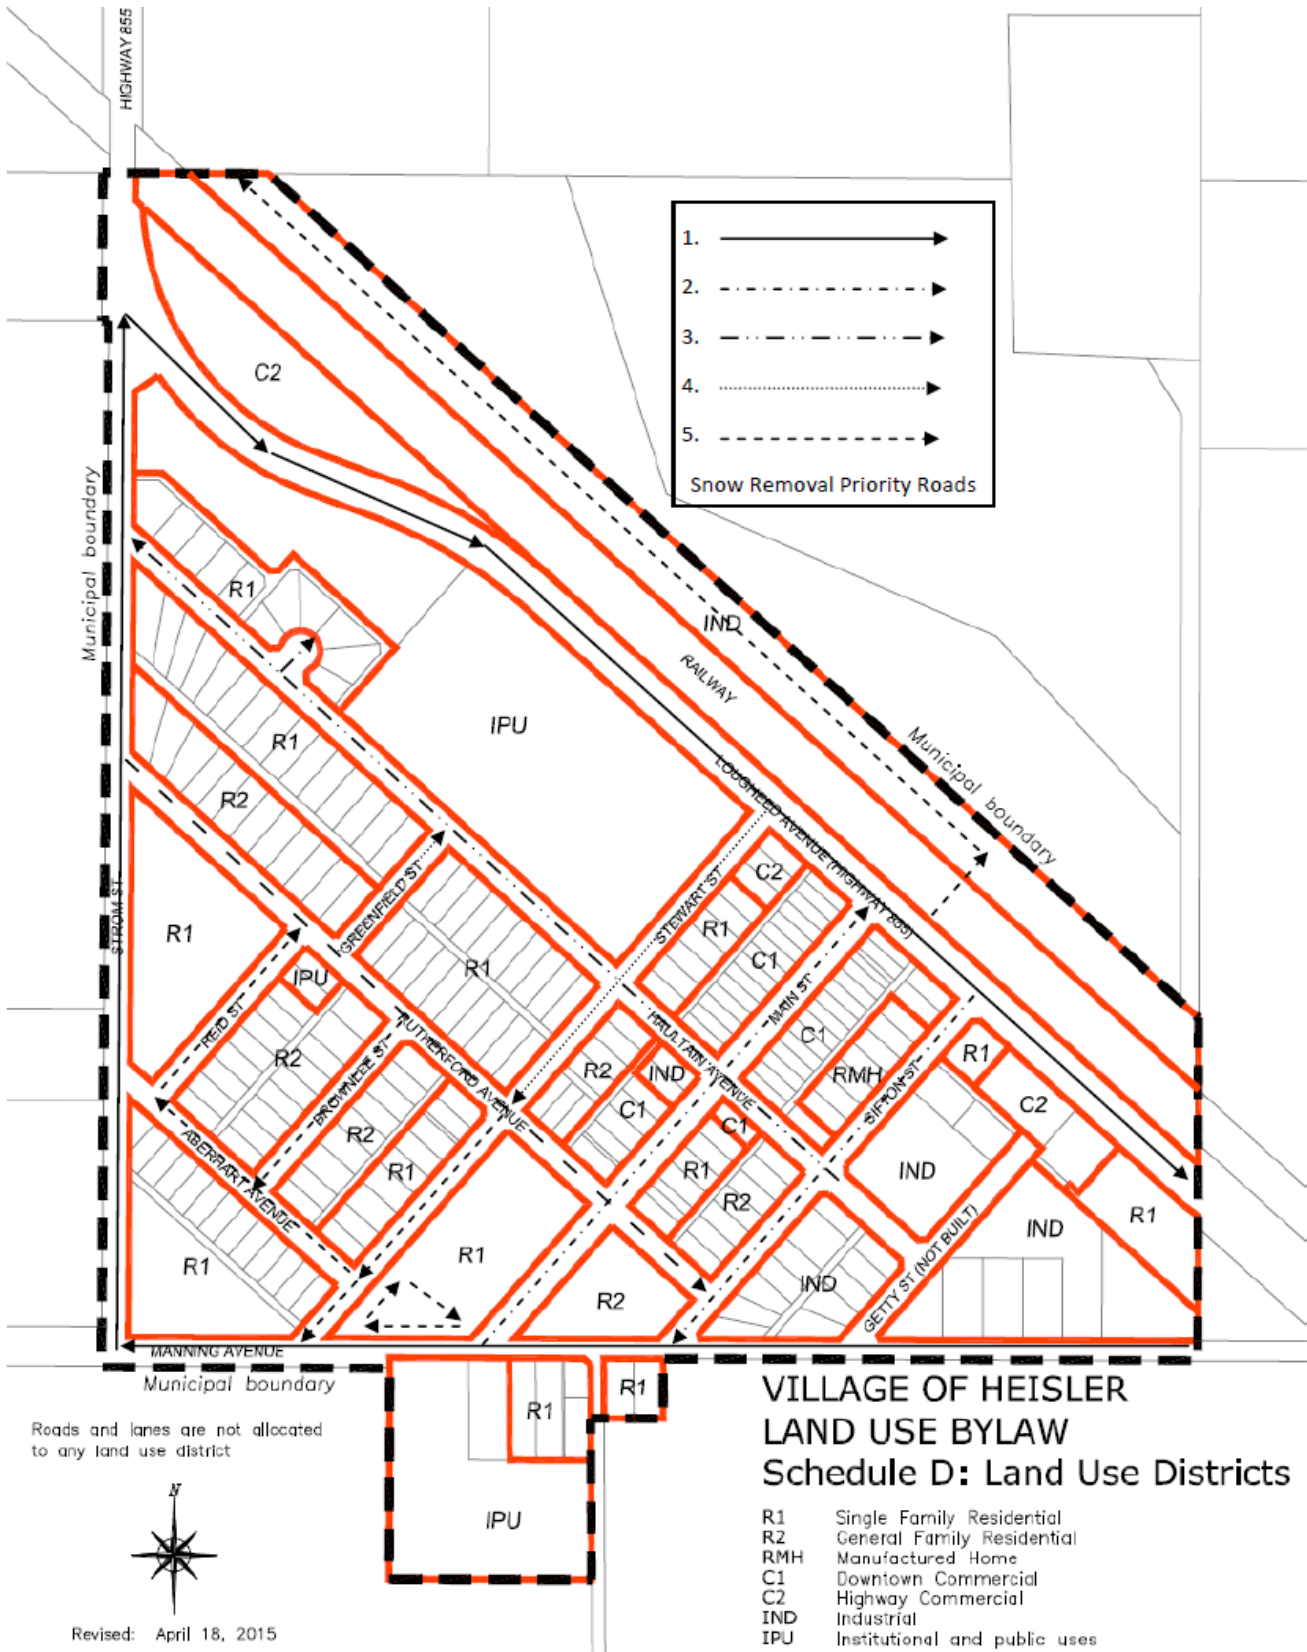 HIGHWAY 855
1.
2.
3.
4.
5.
Snow Removal Priority Roads
C2
Municipal boundary
R1
IND
RAILWAY
IPU
R1
Municipal boundary
R2
LOUGHEED AVENUE (HIGHWAY 855)
C2
STROM ST
GREENFIELD ST
STEWART ST
R1
R1
IPU
R1
C1
MAIN ST
REID ST
RUTHERFORD AVENUE
HAULTAIN AVENUE
C1
R2
BROWNLEE ST
R2
IND
RMH
SIFTON ST
R1
C1
C2
ABERHART AVENUE
R2
R1
C1
R1
R2
IND
GETTY ST (NOT BUILT)
IND
R1
R1
R1
R2
IND
MANNING AVENUE
Municipal boundary
R1
R1
IPU
Roads and lanes are not allocated
to any land use district
N
Revised: April 18, 2015
VILLAGE OF HEISLER
LAND USE BYLAW
Schedule D: Land Use Districts
R1 Single Family Residential
R2 General Family Residential
RMH Manufactured Home
C1 Downtown Commercial
C2 Highway Commercial
IND Industrial
IPU Institutional and public uses